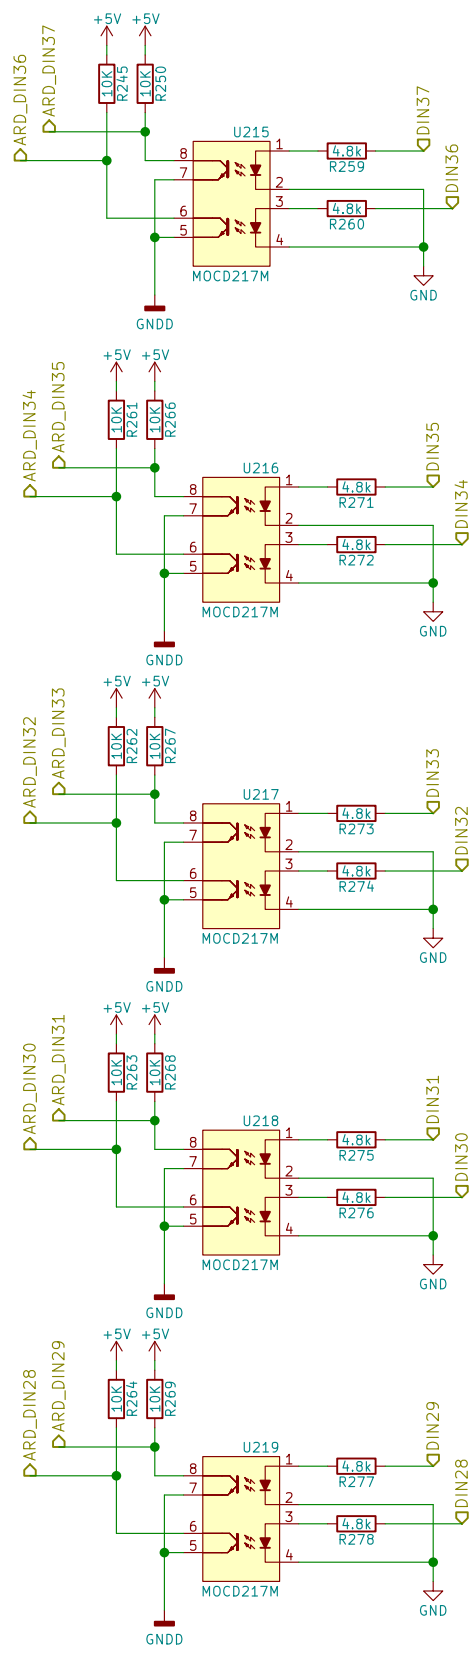 +5V +5V
ARD_DIN36
ARD_DIN37
10K
R245
10K
R250
U215
8
7
6
5
1
2
3
4
MOCD217M
4.8k
R259
4.8k
R260
DIN37
DIN36
GNDD
GND
+5V +5V
ARD_DIN34
ARD_DIN35
10K
R261
10K
R266
U216
8
7
6
5
1
2
3
4
MOCD217M
4.8k
R271
4.8k
R272
DIN35
DIN34
GNDD
GND
+5V +5V
ARD_DIN32
ARD_DIN33
10K
R262
10K
R267
U217
8
7
6
5
1
2
3
4
MOCD217M
4.8k
R273
4.8k
R274
DIN33
DIN32
GNDD
GND
+5V +5V
ARD_DIN30
ARD_DIN31
10K
R263
10K
R268
U218
8
7
6
5
1
2
3
4
MOCD217M
4.8k
R275
4.8k
R276
DIN31
DIN30
GNDD
GND
+5V +5V
ARD_DIN28
ARD_DIN29
10K
R264
10K
R269
U219
8
7
6
5
1
2
3
4
MOCD217M
4.8k
R277
4.8k
R278
DIN29
DIN28
GNDD
GND